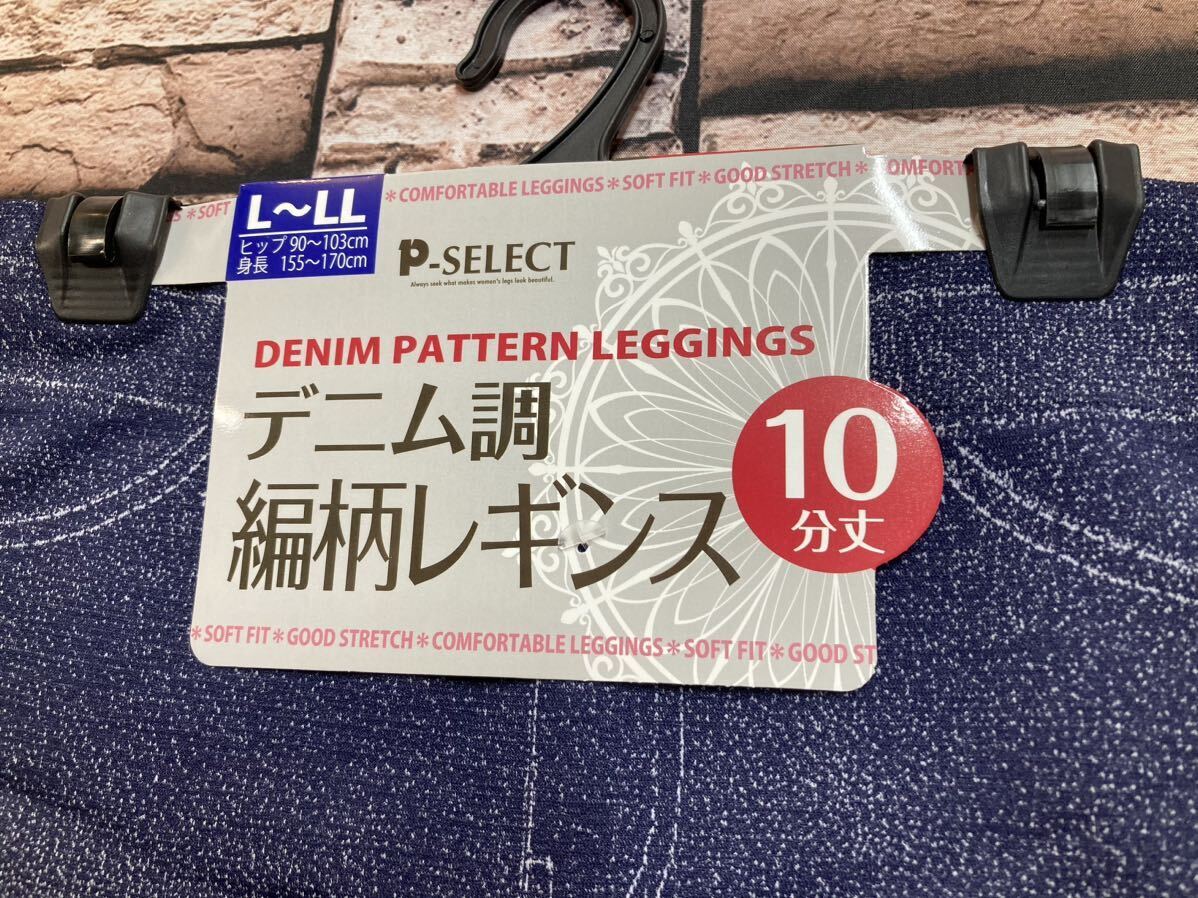 ES＊SOFT
L～LL
ヒップ 90～103cm
身長 155～170cm
＊COMFORTABLE LEGGINGS＊SOFT FIT＊GOOD STRETCH＊ COMFORT
P-SELECT
Always seek what makes women's legs look beautiful.
DENIM PATTERN LEGGINGS
デニム調
編柄レギンス
10
分丈
＊SOFT FIT＊GOOD STRETCH＊COMFORTABLE LEGGINGS＊SOFT FIT＊GOOD ST